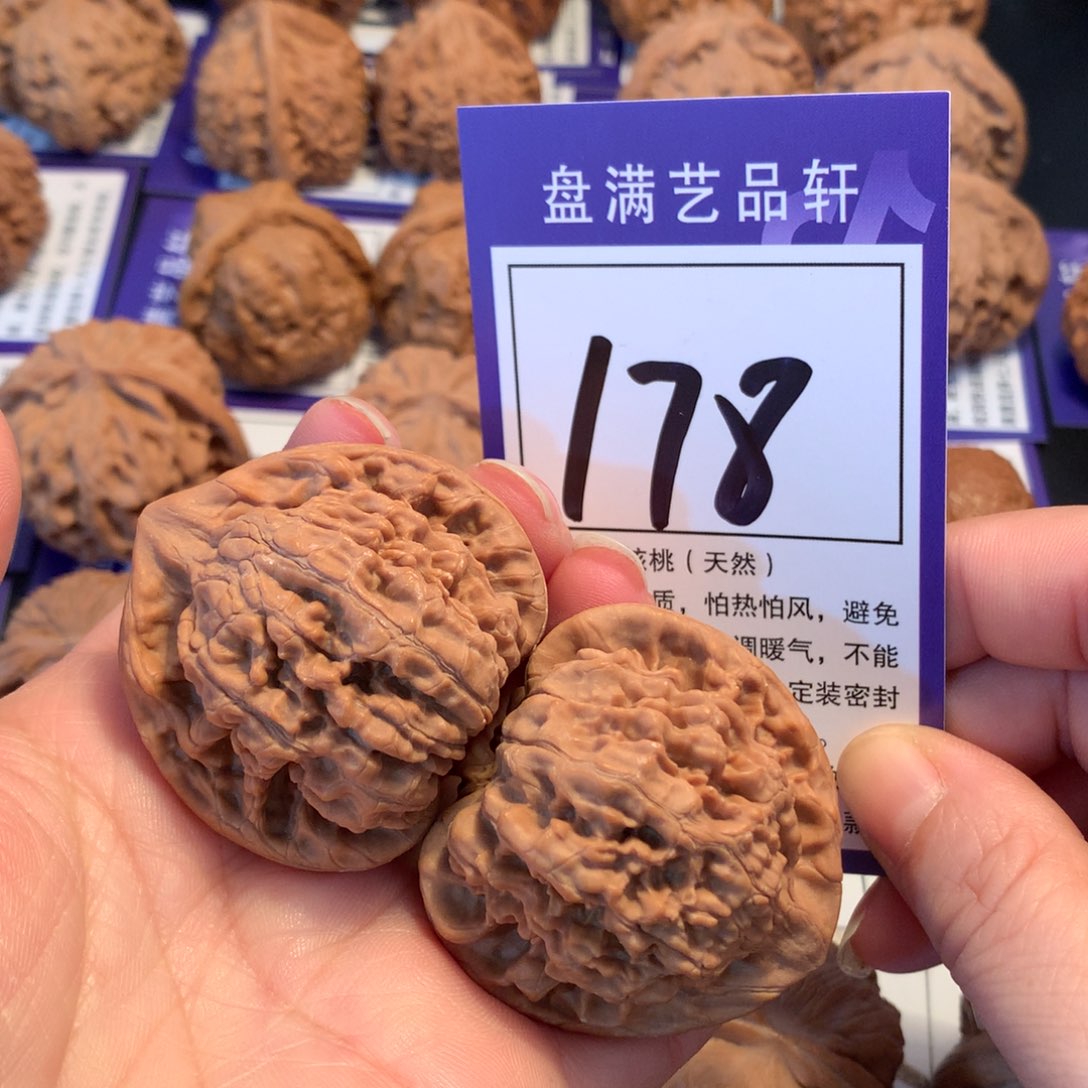 盘满艺品轩
178
核桃（天然）
质，怕热怕风，避免
调暖气，不能
定装密封
。